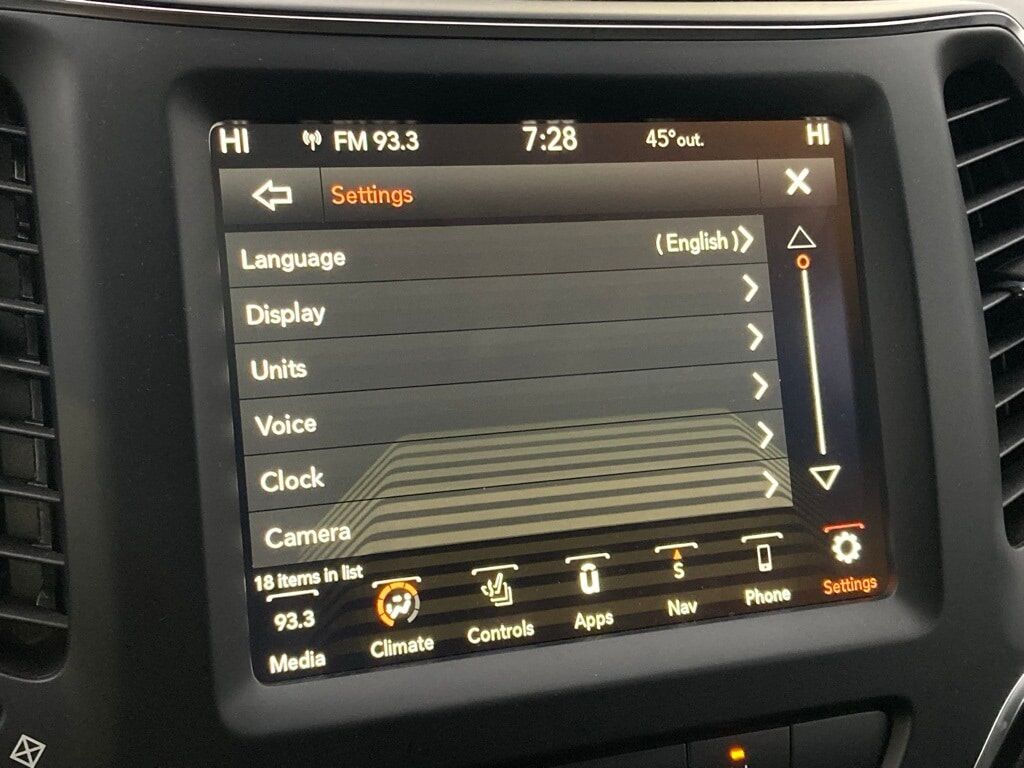 HI FM 93.3 7:28 45° out. HI
Settings X
Language (English)
Display
Units
Voice
Clock
Camera
18 items in list
93.3 S
Media Climate Controls Apps Nav Phone Settings